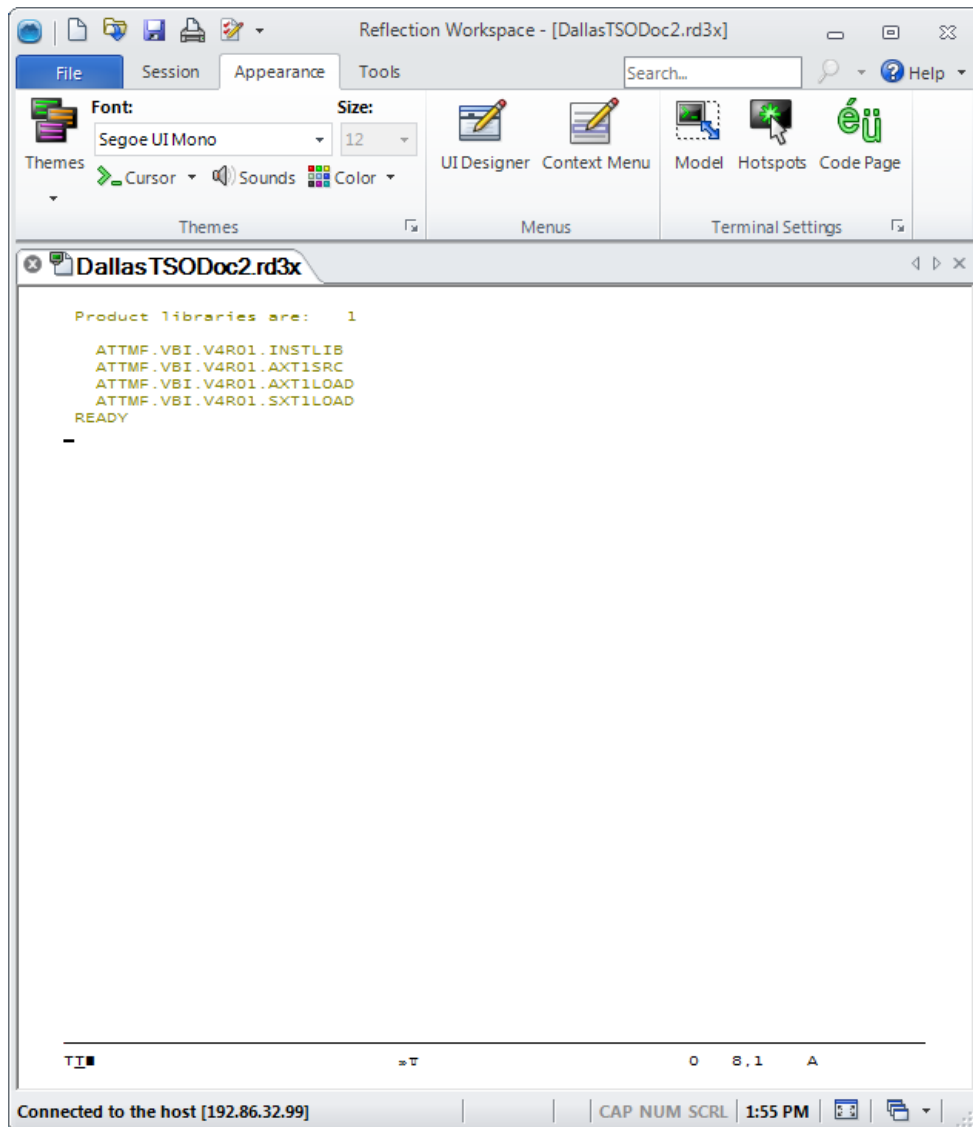 Reflection Workspace - [DallasTSODoc2.rd3x]
File Session Appearance Tools Search... Help
Font: Size:
Segoe UI Mono 12
Themes Cursor Sounds Color UI Designer Context Menu Model Hotspots éü Code Page
Themes Menus Terminal Settings
DallasTSODoc2.rd3x
Product libraries are: 1
ATTMF.VBI.V4R01.INSTLIB
ATTMF.VBI.V4R01.AXT1SRC
ATTMF.VBI.V4R01.AXT1LOAD
ATTMF.VBI.V4R01.SXT1LOAD
READY
O 8,1 A
Connected to the host [192.86.32.99] CAP NUM SCRL 1:55 PM